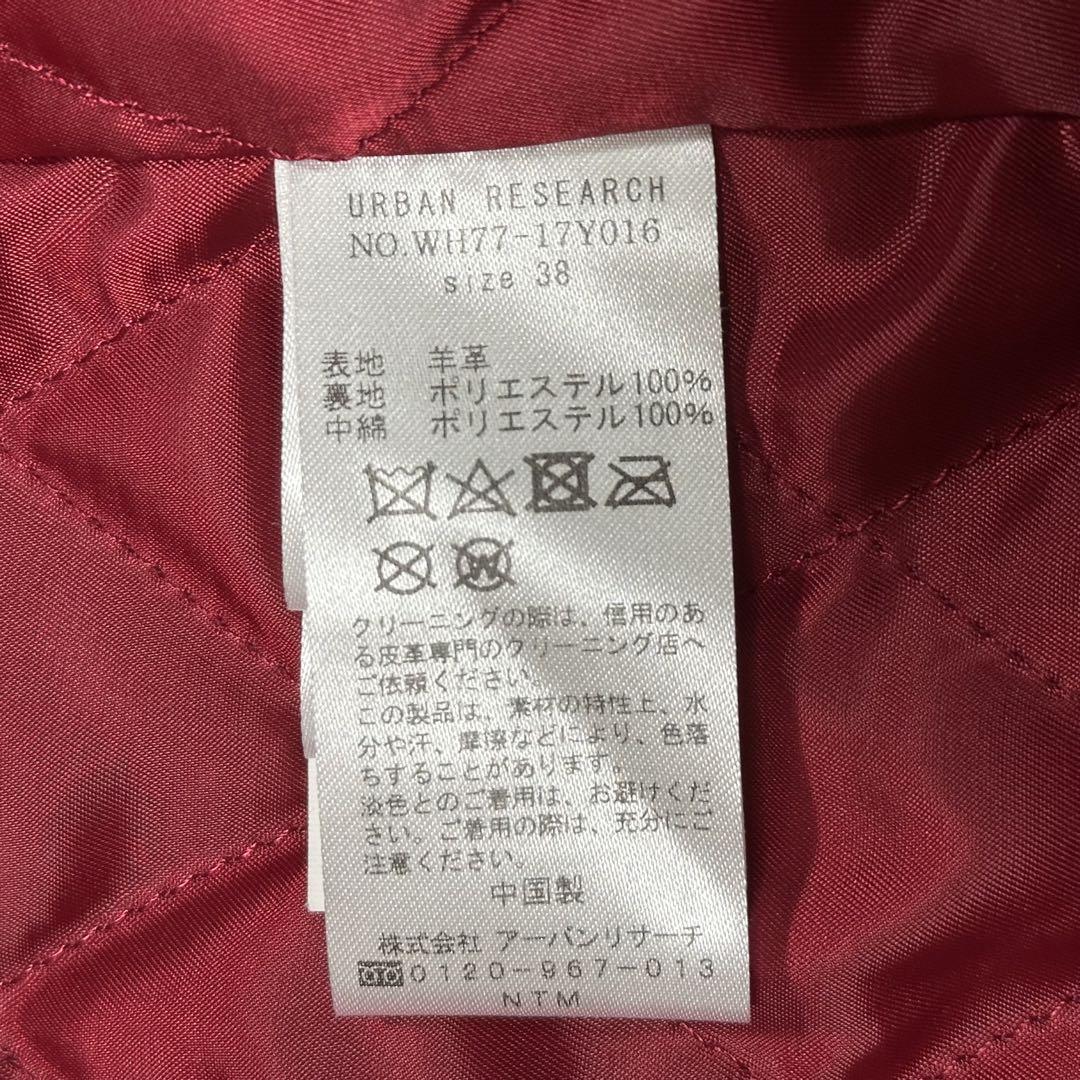 URBAN RESEARCH
NO.WH77-17Y016
size 38
表地 羊革
裏地 ポリエステル100%
中綿 ポリエステル100%
W
クリーニングの際は、信用のあ
る皮革専門のクリーニング店へ
ご依頼ください。
この製品は、素材の特性上、水
分や汗、摩擦などにより、色落
ちすることがあります。
淡色とのご着用は、お避けくだ
さい。ご着用の際は、充分にご
注意ください。
中国製
株式会社 アーバンリサーチ
0120-967-013
NTM